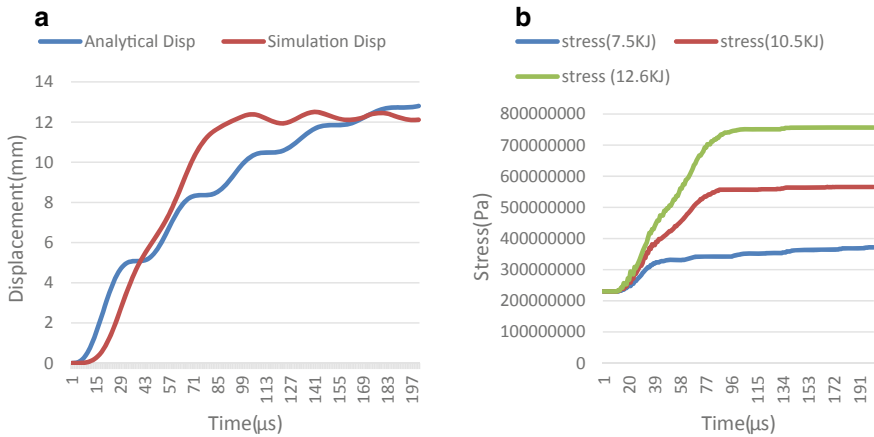 a
Analytical Disp
Simulation Disp
14
12
10
8
6
4
2
0
Displacement(mm)
1 15 29 43 57 71 85 99 113 127 141 155 169 183 197
Time(µs)
b
stress(7.5KJ)
stress(10.5KJ)
stress (12.6KJ)
800000000
700000000
600000000
500000000
400000000
300000000
200000000
100000000
0
Stress(Pa)
1 20 39 58 77 96 115 134 153 172 191
Time(µs)